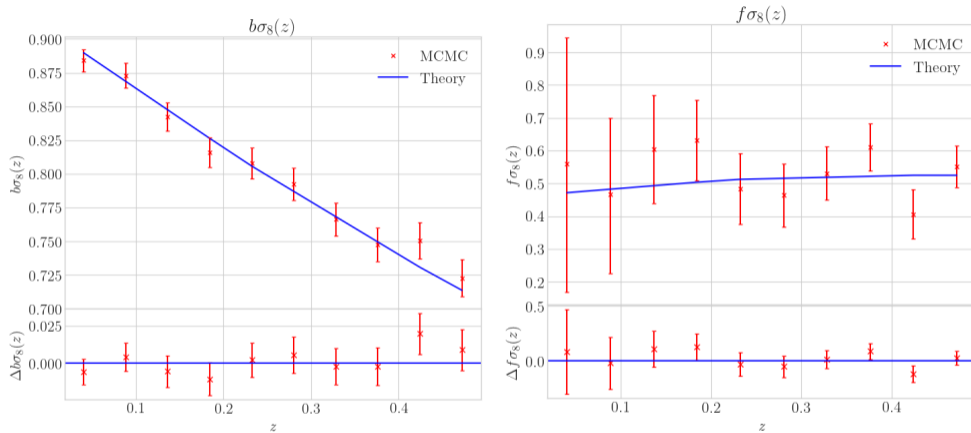 bσ₈(z)
0.900
0.875
0.850
0.825
0.800
0.775
0.750
0.725
0.700
bσ₈(z)
MCMC
Theory
0.025
0.000
Δbσ₈(z)
0.1
0.2
0.3
0.4
z
fσ₈(z)
0.9
0.8
0.7
0.6
0.5
0.4
0.3
0.2
fσ₈(z)
MCMC
Theory
0.5
0.0
Δfσ₈(z)
0.1
0.2
0.3
0.4
z